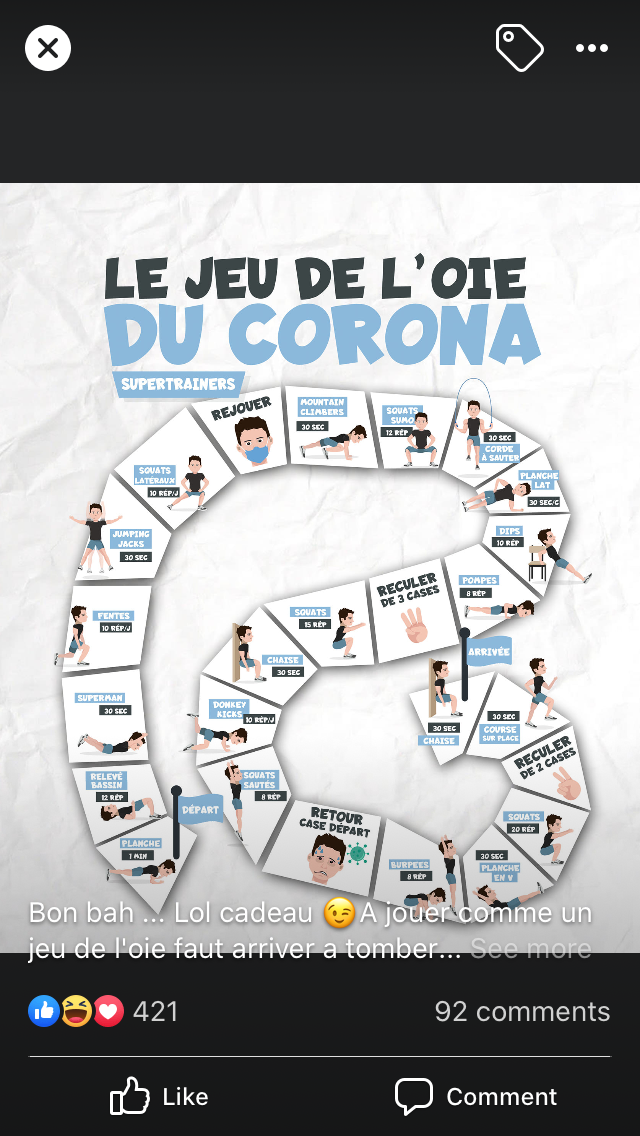 LE JEU DE L'OIE
DU CORONA
SUPERTRAINERS
DÉPART
PLANCHE
1 MIN
RELEVÉ
BASSIN
12 RÉP
SUPERMAN
30 SEC
FENTES
10 RÉP/J
JUMPING
JACKS
30 SEC
SQUATS
LATÉRAUX
10 RÉP/J
REJOUER
MOUNTAIN
CLIMBERS
30 SEC
SQUATS
SUMO
12 RÉP
30 SEC
CORDE
À SAUTER
PLANCHE
LAT
30 SEC/C
DIPS
10 RÉP
POMPES
8 RÉP
RECULER
DE 3 CASES
SQUATS
15 RÉP
CHAISE
30 SEC
DONKEY
KICKS
10 RÉP/J
SQUATS
SAUTÉS
8 RÉP
RETOUR
CASE DÉPART
BURPEES
8 RÉP
30 SEC
PLANCHE
EN V
SQUATS
20 RÉP
RECULER
DE 2 CASES
30 SEC
COURSE
SUR PLACE
30 SEC
CHAISE
ARRIVÉE
Bon bah ... Lol cadeau 😉A jouer comme un
jeu de l'oie faut arriver a tomber... See more
421
92 comments
Like
Comment